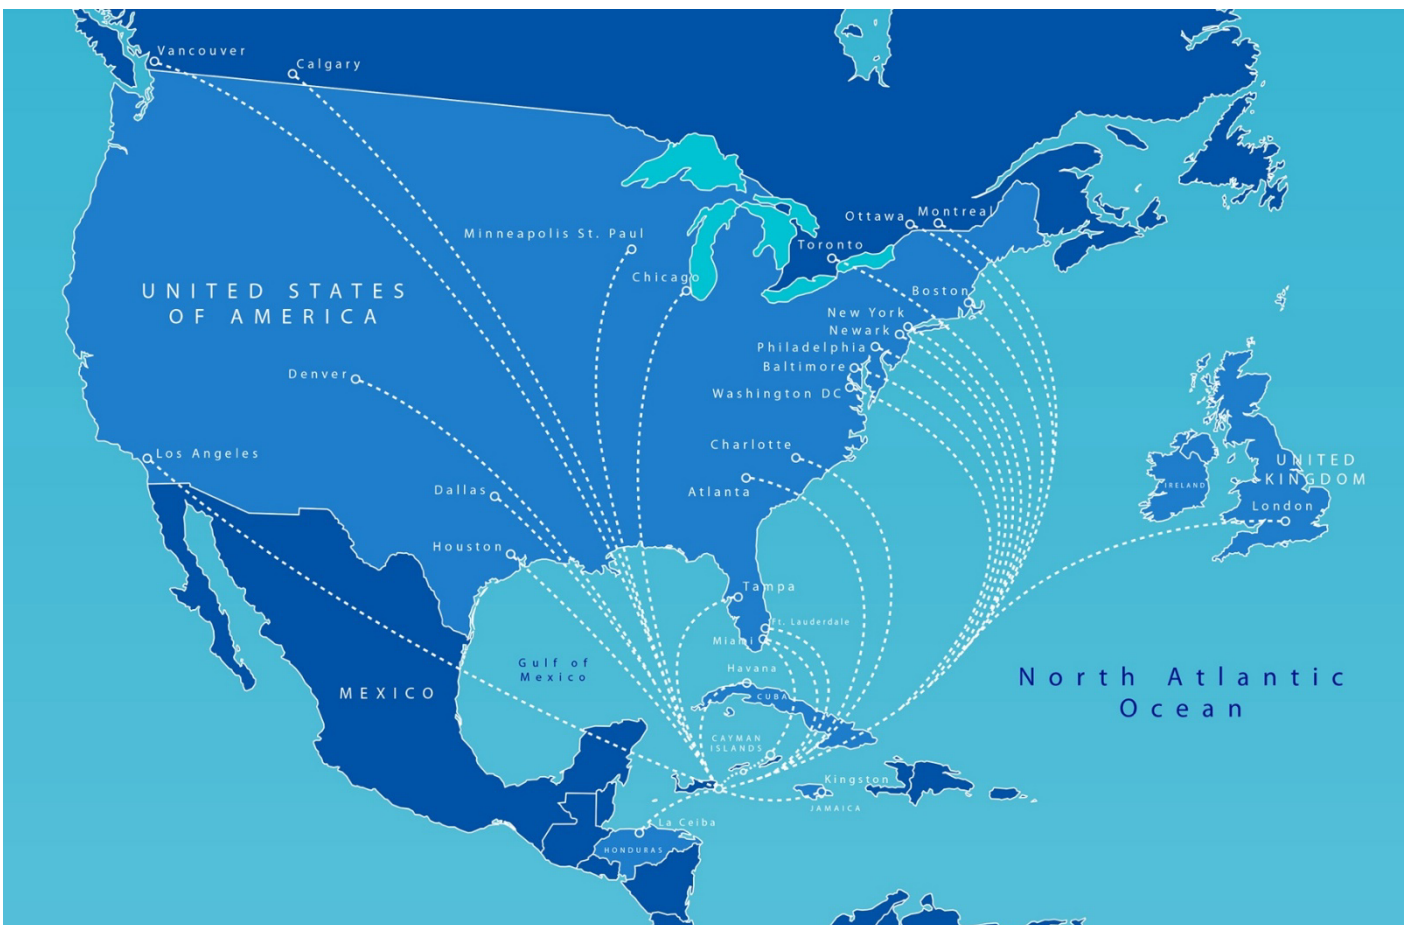 Vancouver
Calgary
Ottawa
Montreal
Minneapolis St. Paul
Toronto
Chicago
UNITED STATES
OF AMERICA
Boston
New York
Newark
Philadelphia
Baltimore
Denver
Washington DC
Charlotte
Los Angeles
UNITED
KINGDOM
IRELAND
Dallas
Atlanta
London
Houston
Tampa
Ft. Lauderdale
Miami
Gulf of
Mexico
Havana
North Atlantic
Ocean
MEXICO
CUBA
CAYMAN
ISLANDS
Kingston
JAMAICA
La Ceiba
HONDURAS